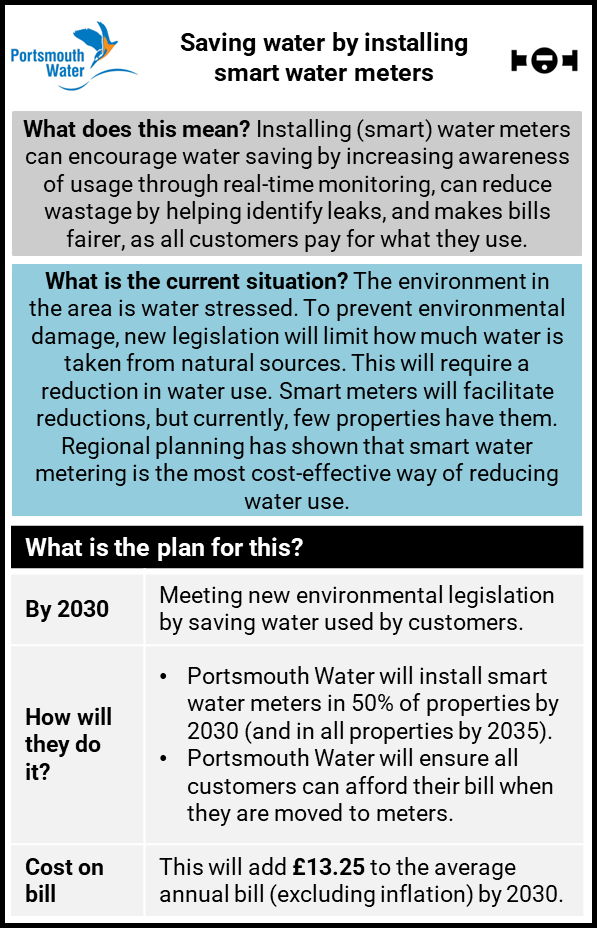 Portsmouth
Water
Saving water by installing
smart water meters
What does this mean? Installing (smart) water meters
can encourage water saving by increasing awareness
of usage through real-time monitoring, can reduce
wastage by helping identify leaks, and makes bills
fairer, as all customers pay for what they use.
What is the current situation? The environment in
the area is water stressed. To prevent environmental
damage, new legislation will limit how much water is
taken from natural sources. This will require a
reduction in water use. Smart meters will facilitate
reductions, but currently, few properties have them.
Regional planning has shown that smart water
metering is the most cost-effective way of reducing
water use.
What is the plan for this?
By 2030
Meeting new environmental legislation
by saving water used by customers.
How will
they do
it?
• Portsmouth Water will install smart
water meters in 50% of properties by
2030 (and in all properties by 2035).
• Portsmouth Water will ensure all
customers can afford their bill when
they are moved to meters.
Cost on
bill
This will add £13.25 to the average
annual bill (excluding inflation) by 2030.